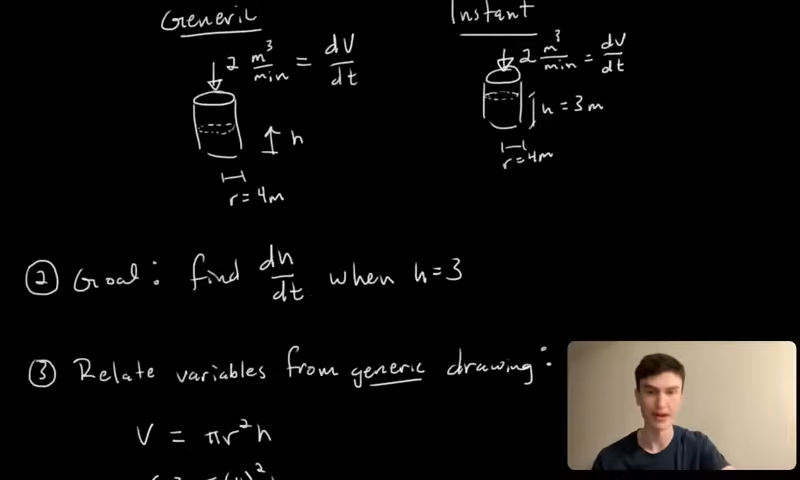 Generic
Instant
2 m³/min = dV/dt
2 m³/min = dV/dt
h
h = 3m
r = 4m
r = 4m
② Goal: find dh/dt when h = 3
③ Relate variables from generic drawing:
V = πr²h